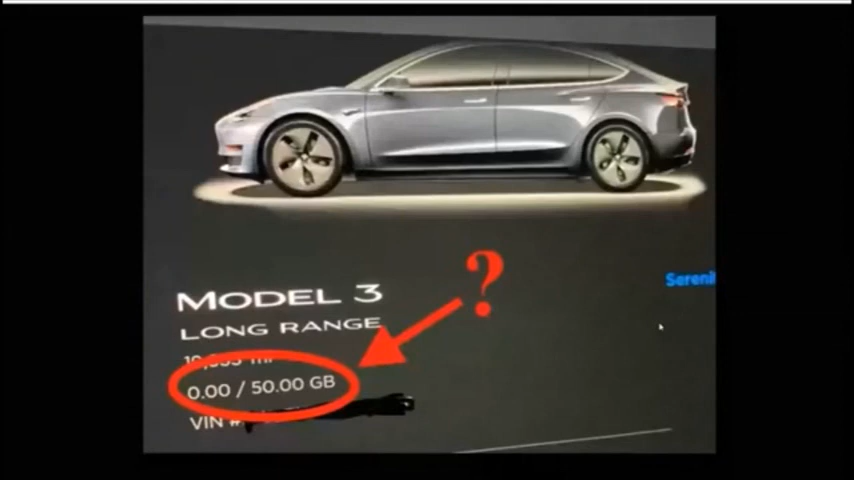 ?
Sereni
MODEL 3
LONG RANGE
0.00 / 50.00 GB
VIN #